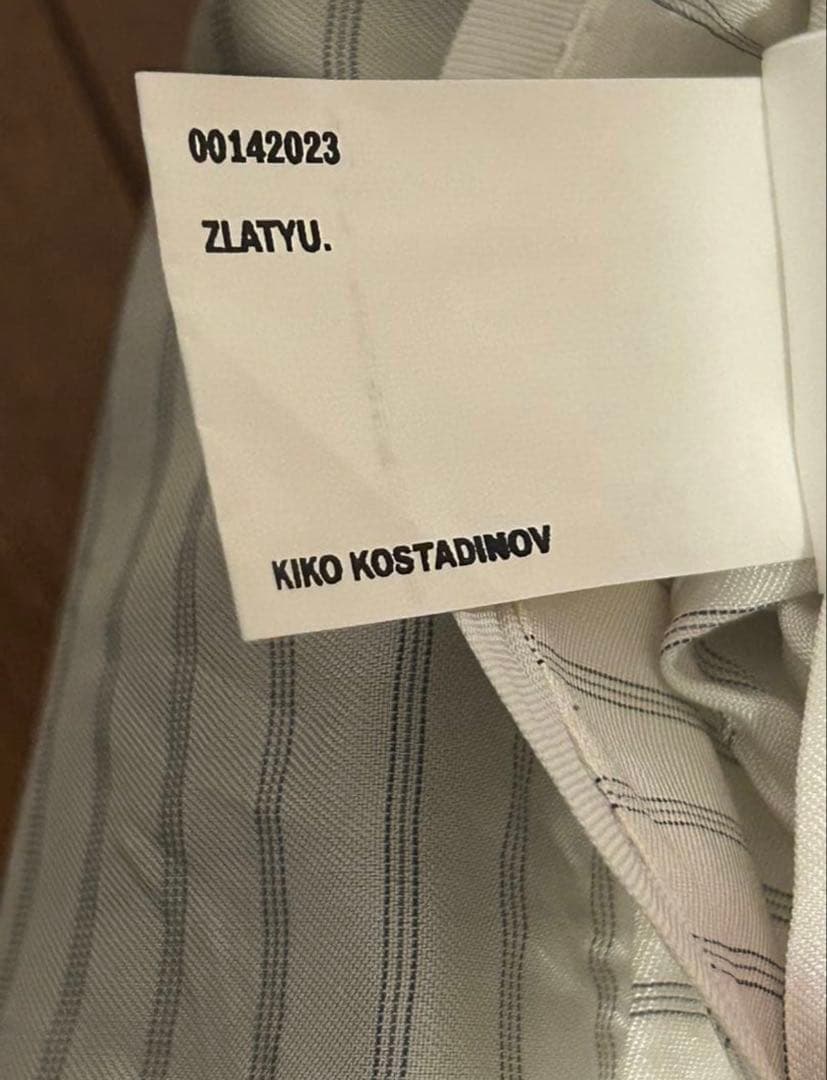 00142023
ZLATYU.
KIKO KOSTADINOV